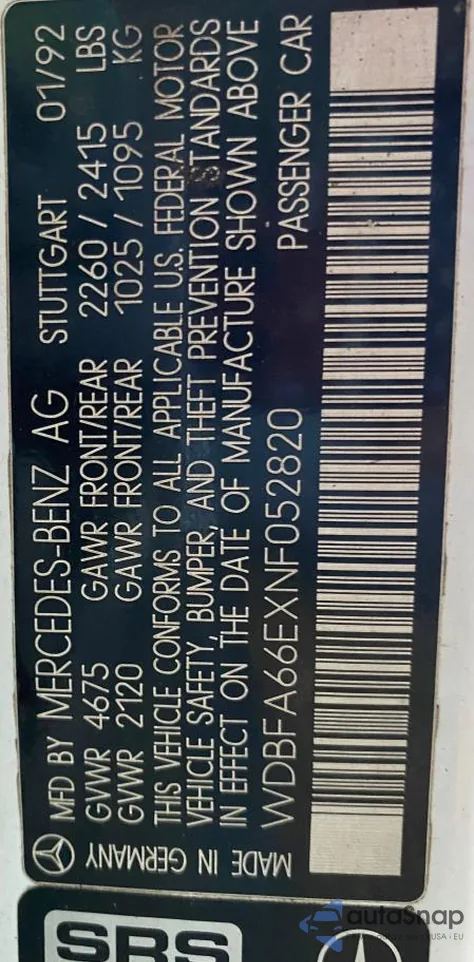 MFD BY MERCEDES-BENZ AG STUTTGART 01/92
GVWR 4675 GAWR FRONT/REAR 2260 / 2415 LBS
GVWR 2120 GAWR FRONT/REAR 1025 / 1095 KG
THIS VEHICLE CONFORMS TO ALL APPLICABLE U.S. FEDERAL MOTOR
VEHICLE SAFETY, BUMPER, AND THEFT PREVENTION STANDARDS
IN EFFECT ON THE DATE OF MANUFACTURE SHOWN ABOVE
WDBFA66EXNF052820 PASSENGER CAR
MADE IN GERMANY
SRS
autoSnap
USA - EU